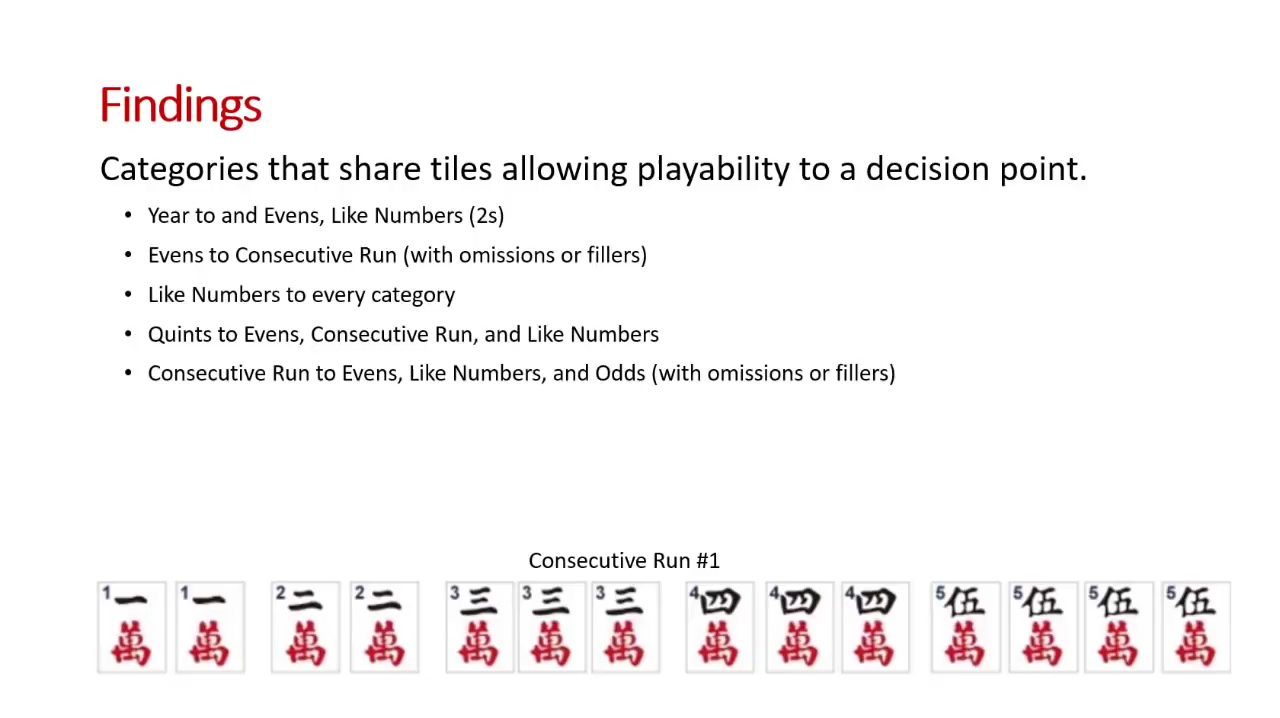 Findings
Categories that share tiles allowing playability to a decision point.
• Year to and Evens, Like Numbers (2s)
• Evens to Consecutive Run (with omissions or fillers)
• Like Numbers to every category
• Quints to Evens, Consecutive Run, and Like Numbers
• Consecutive Run to Evens, Like Numbers, and Odds (with omissions or fillers)
Consecutive Run #1
1 一 1 一 2 二 2 二 3 三 3 三 3 三 4 四 4 四 4 四 5 伍 5 伍 5 伍 5 伍
萬 萬 萬 萬 萬 萬 萬 萬 萬 萬 萬 萬 萬 萬